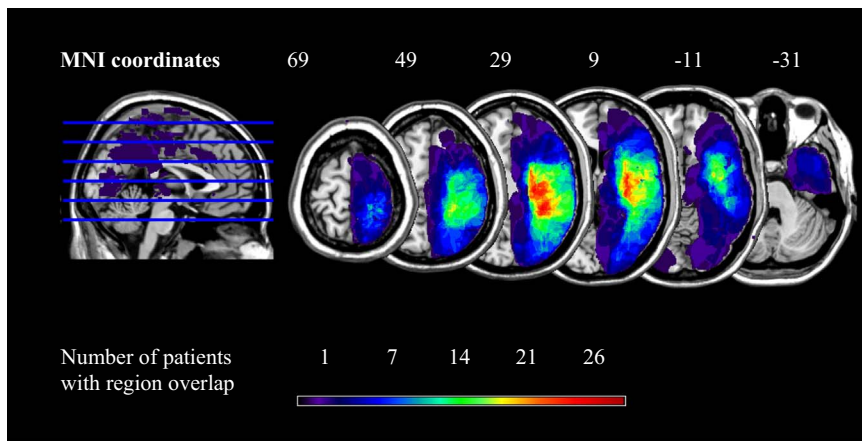 MNI coordinates 69 49 29 9 -11 -31
Number of patients 1 7 14 21 26
with region overlap